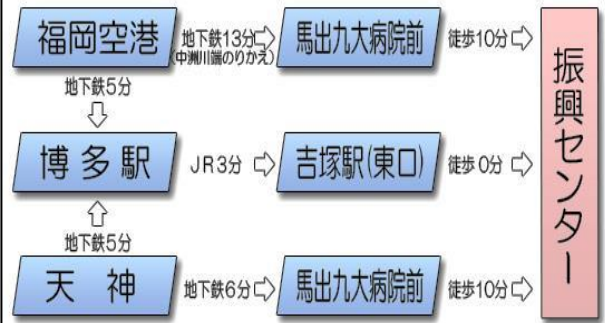 福岡空港 地下鉄13分⇨ 馬出九大病院前 徒歩10分⇨
(中洲川端のりかえ)
地下鉄5分
⇩
博多駅 JR3分 ⇨ 吉塚駅(東口) 徒歩0分 ⇨
⇧
地下鉄5分
天神 地下鉄6分⇨ 馬出九大病院前 徒歩10分⇨
振興センター